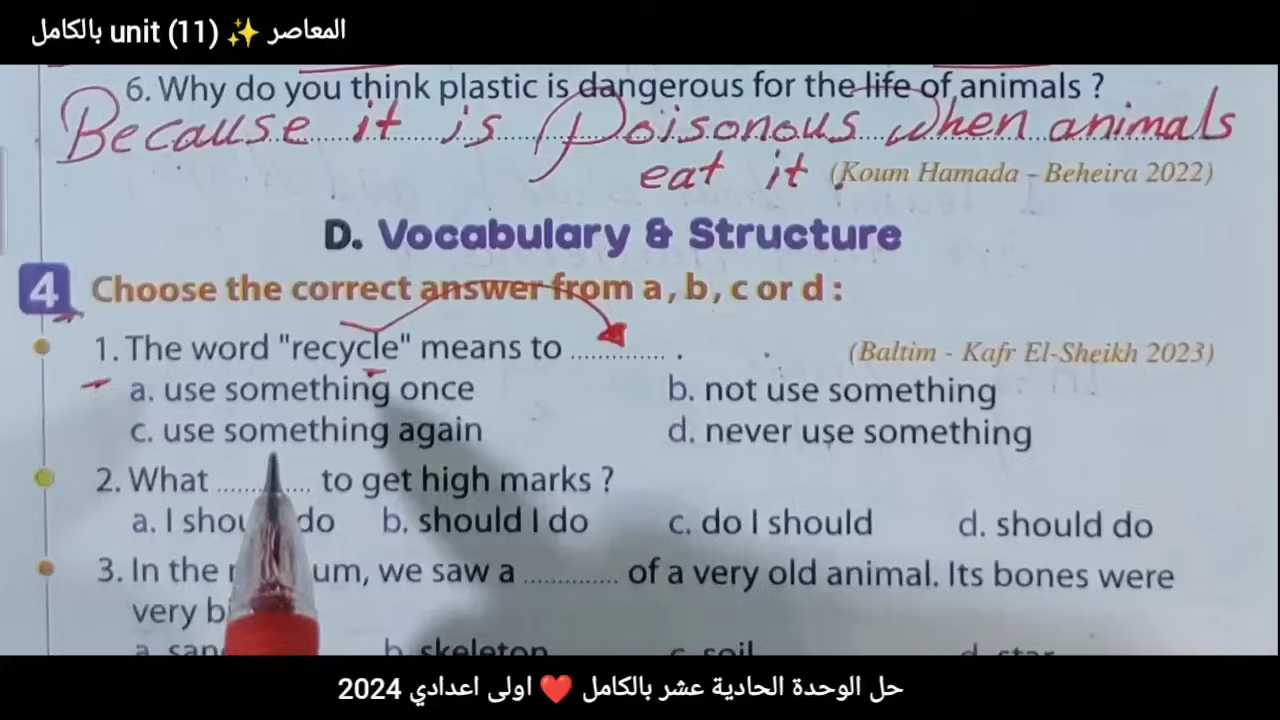 المعاصر ✨ unit (11) بالكامل
6. Why do you think plastic is dangerous for the life of animals ?
Because it is Poisonous when animals
eat it .
(Koum Hamada - Beheira 2022)
D. Vocabulary & Structure
4 Choose the correct answer from a, b, c or d :
1. The word "recycle" means to ............... . (Baltim - Kafr El-Sheikh 2023)
a. use something once b. not use something
c. use something again d. never use something
2. What ............... to get high marks ?
a. I do b. should I do c. do I should d. should do
3. In the um, we saw a ............... of a very old animal. Its bones were
very
b. skeleton c. soil d. star
حل الوحدة الحادية عشر بالكامل ❤️ اولى اعدادي 2024